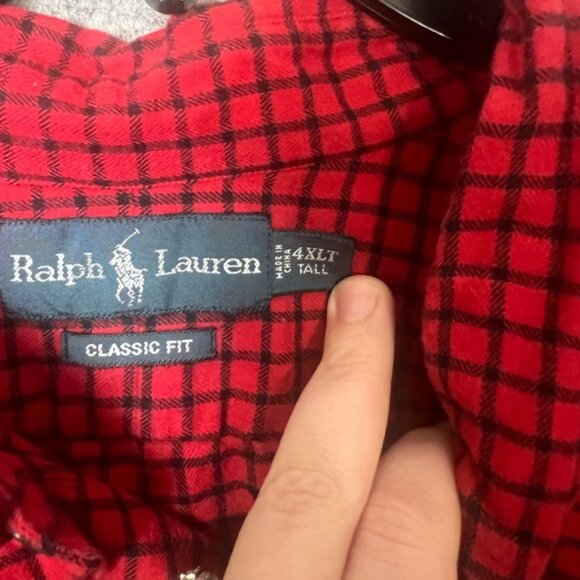 Ralph Lauren
MADE IN
CHINA
4XLT
TALL
CLASSIC FIT